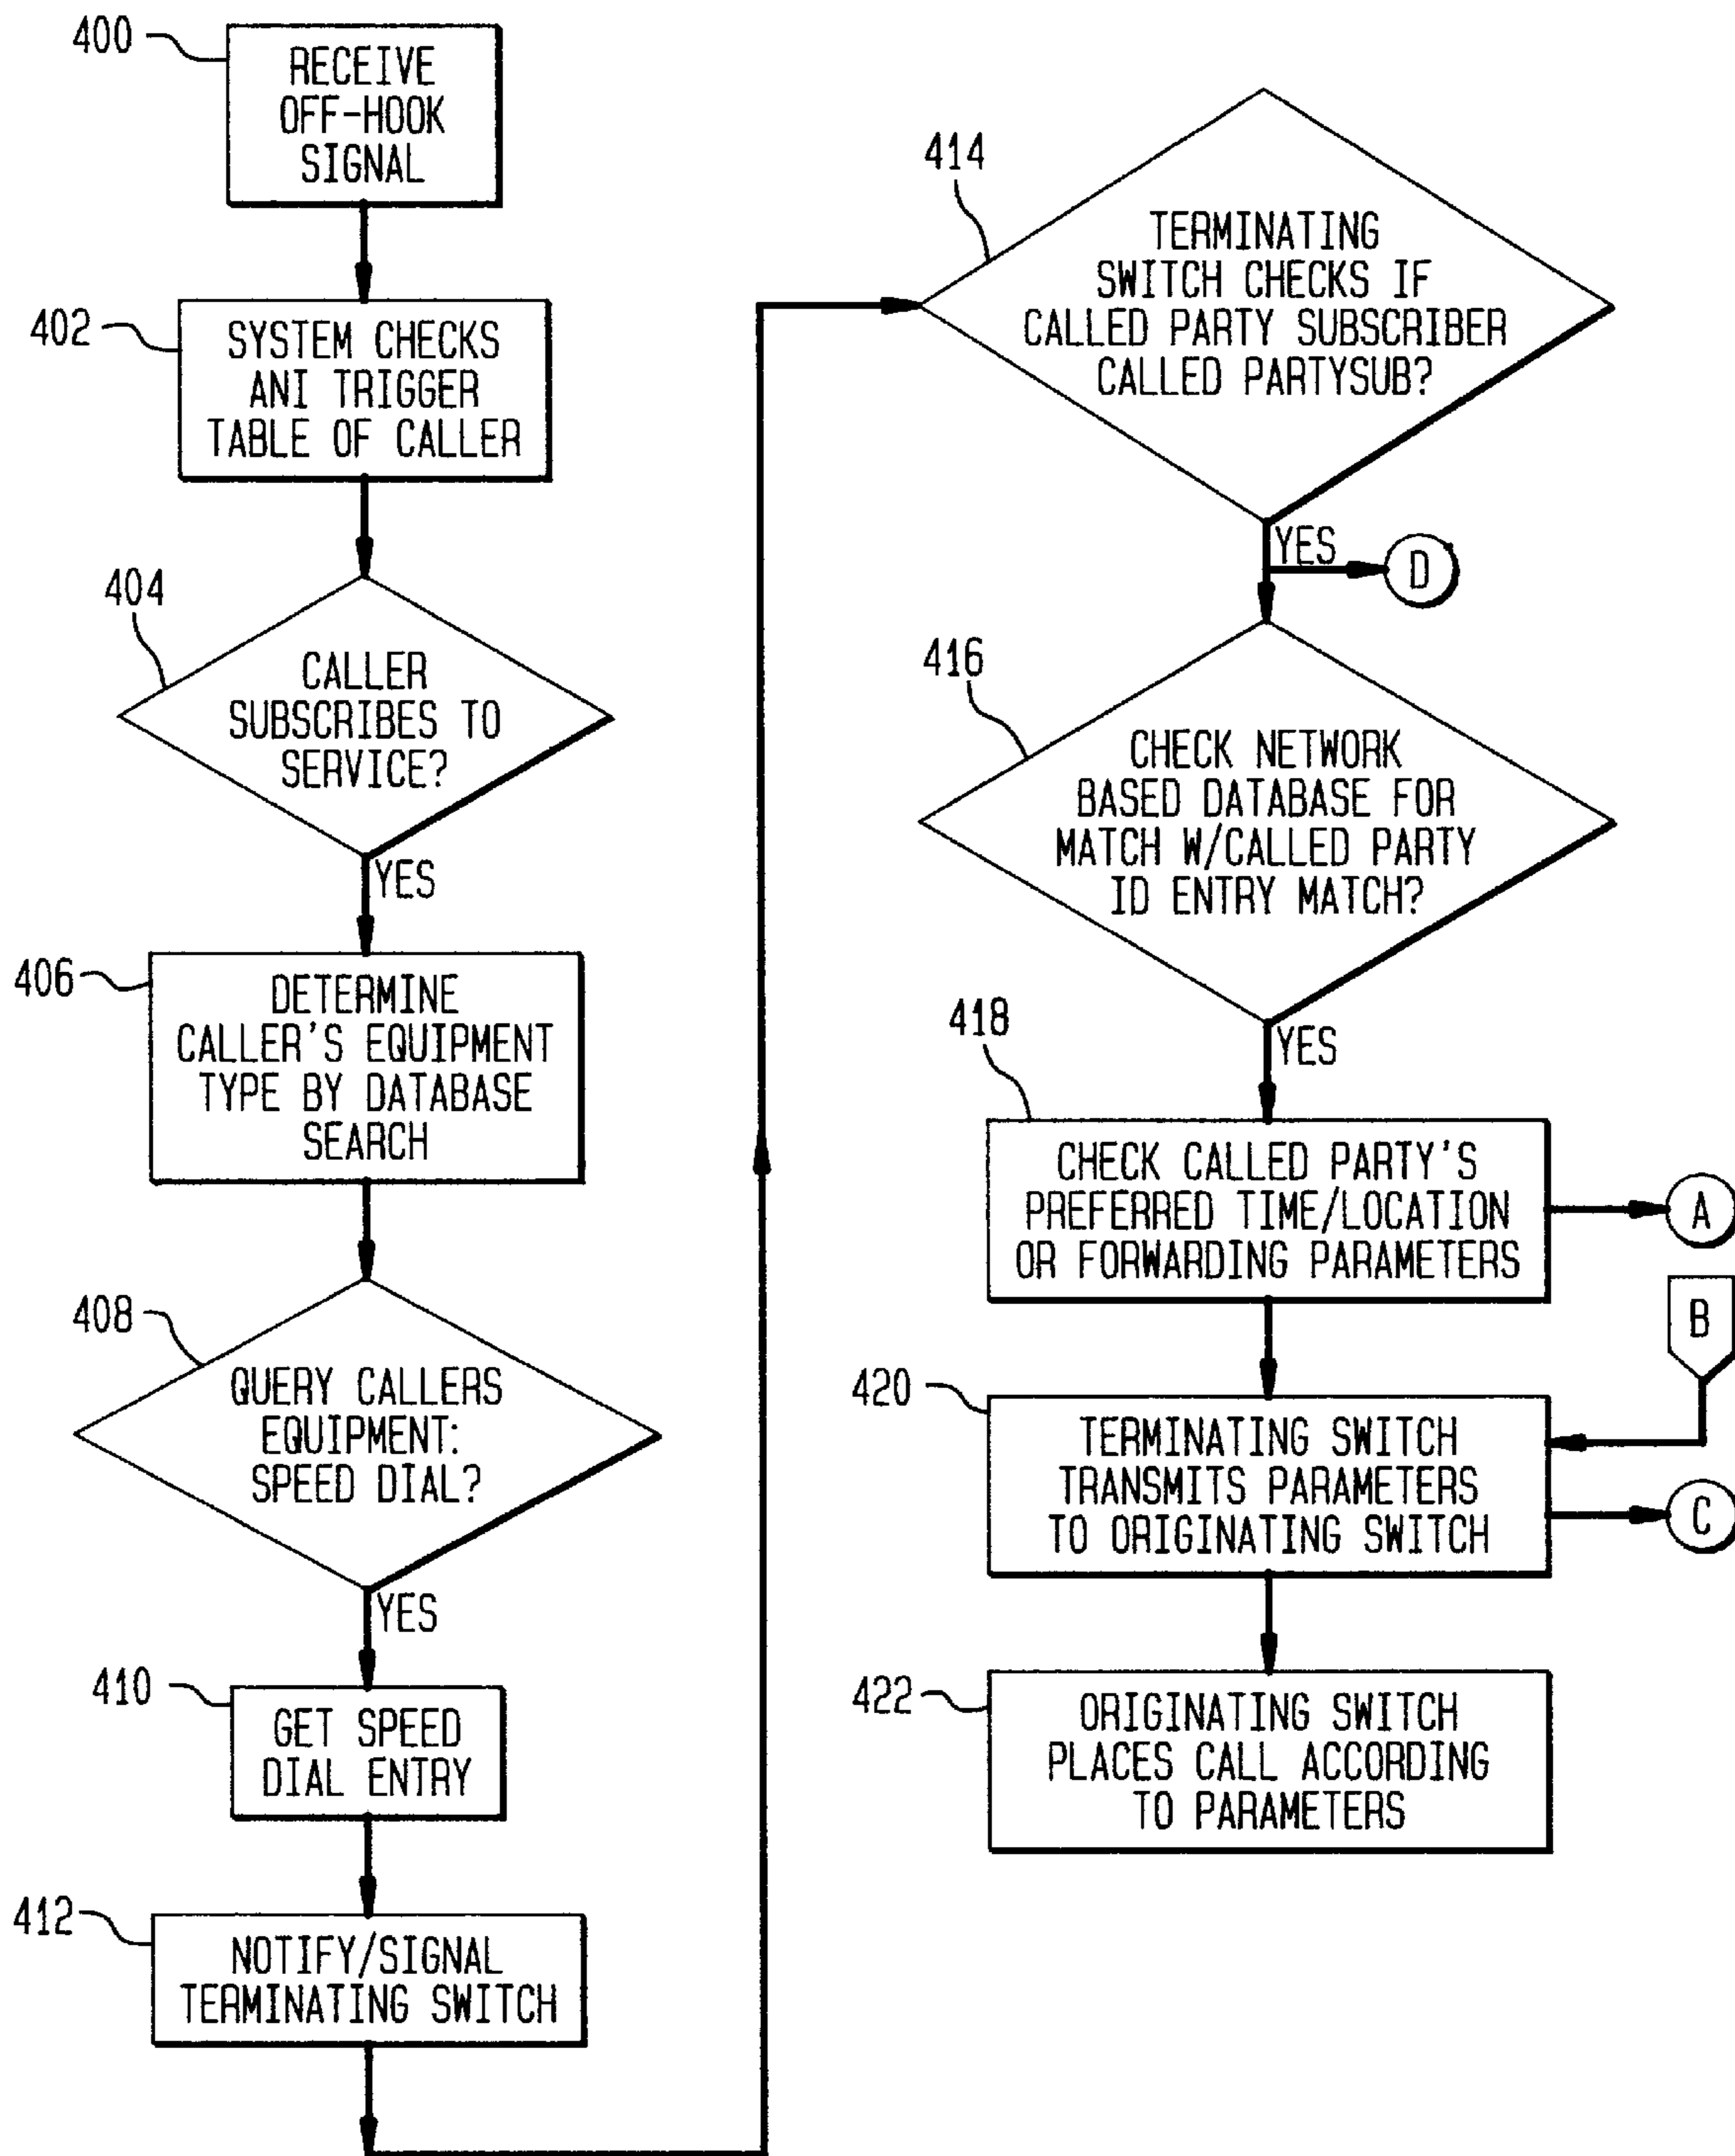 400
RECEIVE
OFF-HOOK
SIGNAL
402
SYSTEM CHECKS
ANI TRIGGER
TABLE OF CALLER
404
CALLER
SUBSCRIBES TO
SERVICE?
YES
406
DETERMINE
CALLER'S EQUIPMENT
TYPE BY DATABASE
SEARCH
408
QUERY CALLERS
EQUIPMENT:
SPEED DIAL?
YES
410
GET SPEED
DIAL ENTRY
412
NOTIFY/SIGNAL
TERMINATING SWITCH
414
TERMINATING
SWITCH CHECKS IF
CALLED PARTY SUBSCRIBER
CALLED PARTYSUB?
YES
D
416
CHECK NETWORK
BASED DATABASE FOR
MATCH W/CALLED PARTY
ID ENTRY MATCH?
YES
418
CHECK CALLED PARTY'S
PREFERRED TIME/LOCATION
OR FORWARDING PARAMETERS
A
B
420
TERMINATING SWITCH
TRANSMITS PARAMETERS
TO ORIGINATING SWITCH
C
422
ORIGINATING SWITCH
PLACES CALL ACCORDING
TO PARAMETERS